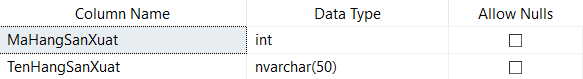 Column Name Data Type Allow Nulls
MaHangSanXuat int
TenHangSanXuat nvarchar(50)